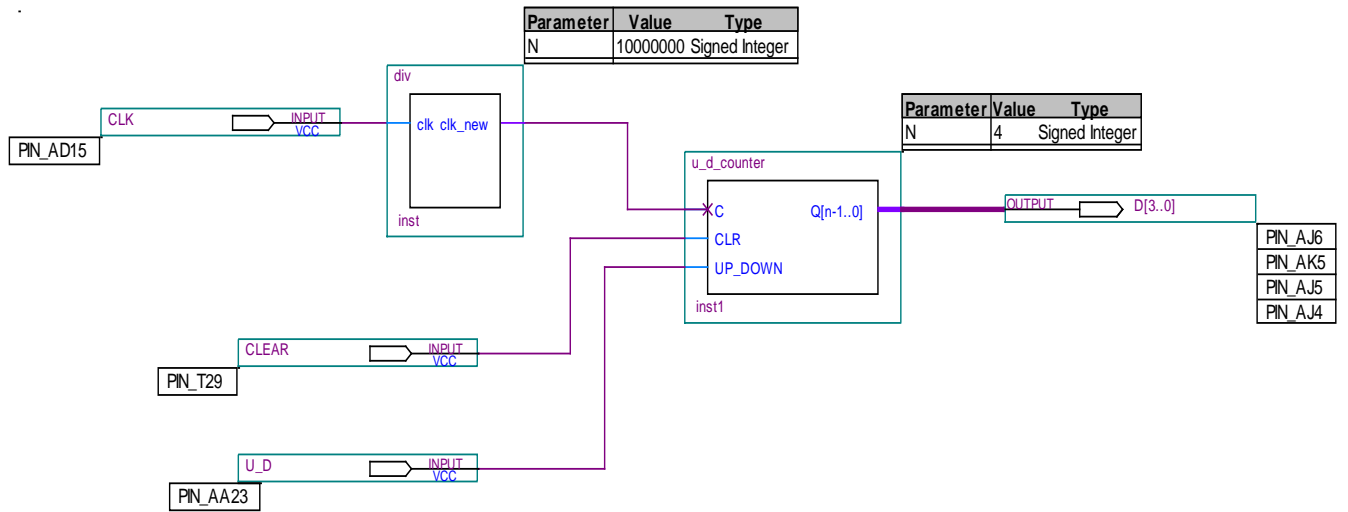 Parameter Value Type
N 10000000 Signed Integer
div
clk clk_new
inst
CLK INPUT
VCC
PIN_AD15
Parameter Value Type
N 4 Signed Integer
u_d_counter
C Q[n-1..0]
CLR
UP_DOWN
inst1
OUTPUT D[3..0]
PIN_AJ6
PIN_AK5
PIN_AJ5
PIN_AJ4
CLEAR INPUT
VCC
PIN_T29
U_D INPUT
VCC
PIN_AA23